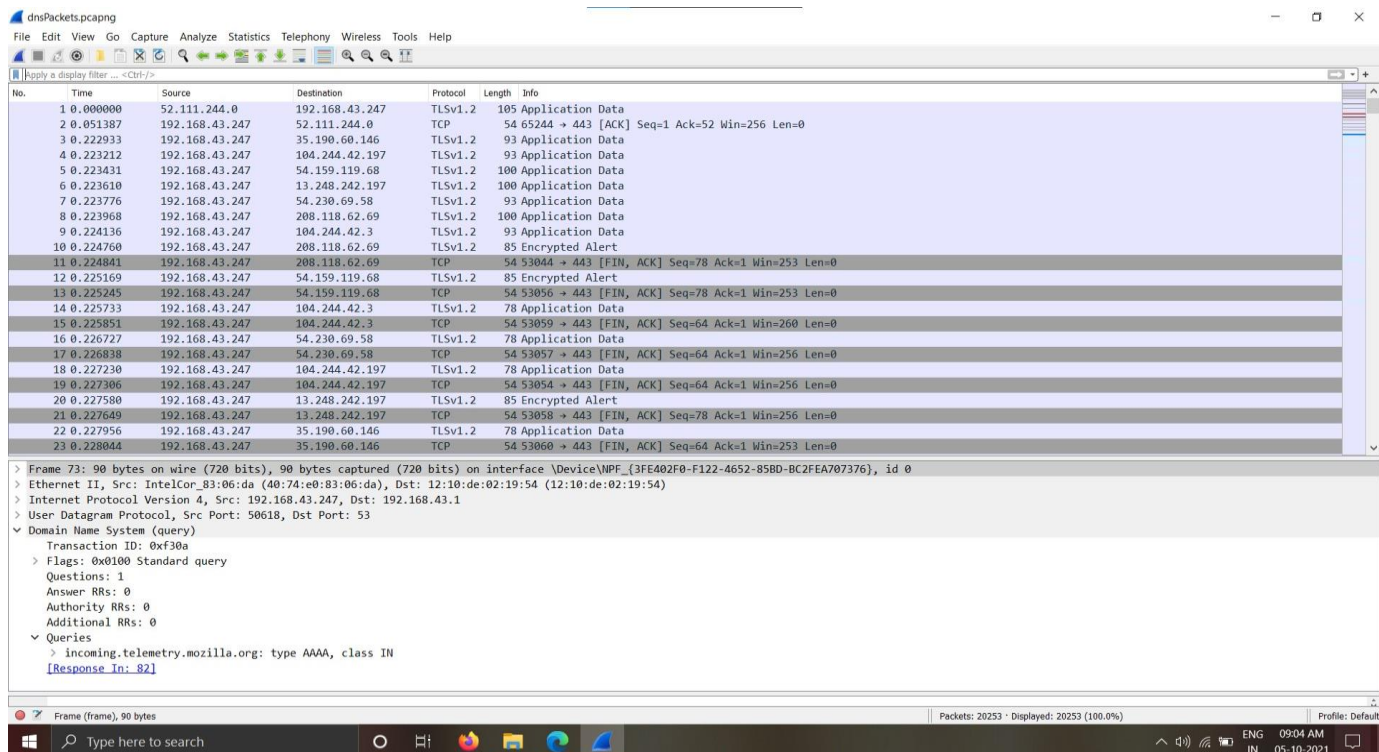 dnsPackets.pcapng
File Edit View Go Capture Analyze Statistics Telephony Wireless Tools Help
Apply a display filter ... <Ctrl-/>
No. Time Source Destination Protocol Length Info
1 0.000000 52.111.244.0 192.168.43.247 TLSv1.2 105 Application Data
2 0.051387 192.168.43.247 52.111.244.0 TCP 54 65244 → 443 [ACK] Seq=1 Ack=52 Win=256 Len=0
3 0.222933 192.168.43.247 35.190.60.146 TLSv1.2 93 Application Data
4 0.223212 192.168.43.247 104.244.42.197 TLSv1.2 93 Application Data
5 0.223431 192.168.43.247 54.159.119.68 TLSv1.2 100 Application Data
6 0.223610 192.168.43.247 13.248.242.197 TLSv1.2 100 Application Data
7 0.223776 192.168.43.247 54.230.69.58 TLSv1.2 93 Application Data
8 0.223968 192.168.43.247 208.118.62.69 TLSv1.2 100 Application Data
9 0.224136 192.168.43.247 104.244.42.3 TLSv1.2 93 Application Data
10 0.224760 192.168.43.247 208.118.62.69 TLSv1.2 85 Encrypted Alert
11 0.224841 192.168.43.247 208.118.62.69 TCP 54 53044 → 443 [FIN, ACK] Seq=78 Ack=1 Win=253 Len=0
12 0.225169 192.168.43.247 54.159.119.68 TLSv1.2 85 Encrypted Alert
13 0.225245 192.168.43.247 54.159.119.68 TCP 54 53056 → 443 [FIN, ACK] Seq=78 Ack=1 Win=253 Len=0
14 0.225733 192.168.43.247 104.244.42.3 TLSv1.2 78 Application Data
15 0.225851 192.168.43.247 104.244.42.3 TCP 54 53059 → 443 [FIN, ACK] Seq=64 Ack=1 Win=260 Len=0
16 0.226727 192.168.43.247 54.230.69.58 TLSv1.2 78 Application Data
17 0.226838 192.168.43.247 54.230.69.58 TCP 54 53057 → 443 [FIN, ACK] Seq=64 Ack=1 Win=256 Len=0
18 0.227230 192.168.43.247 104.244.42.197 TLSv1.2 78 Application Data
19 0.227306 192.168.43.247 104.244.42.197 TCP 54 53054 → 443 [FIN, ACK] Seq=64 Ack=1 Win=256 Len=0
20 0.227580 192.168.43.247 13.248.242.197 TLSv1.2 85 Encrypted Alert
21 0.227649 192.168.43.247 13.248.242.197 TCP 54 53058 → 443 [FIN, ACK] Seq=78 Ack=1 Win=256 Len=0
22 0.227956 192.168.43.247 35.190.60.146 TLSv1.2 78 Application Data
23 0.228044 192.168.43.247 35.190.60.146 TCP 54 53060 → 443 [FIN, ACK] Seq=64 Ack=1 Win=253 Len=0
> Frame 73: 90 bytes on wire (720 bits), 90 bytes captured (720 bits) on interface \Device\NPF_{3FE402F0-F122-4652-85BD-BC2FEA707376}, id 0
> Ethernet II, Src: IntelCor_83:06:da (40:74:e0:83:06:da), Dst: 12:10:de:02:19:54 (12:10:de:02:19:54)
> Internet Protocol Version 4, Src: 192.168.43.247, Dst: 192.168.43.1
> User Datagram Protocol, Src Port: 50618, Dst Port: 53
Domain Name System (query)
Transaction ID: 0xf30a
> Flags: 0x0100 Standard query
Questions: 1
Answer RRs: 0
Authority RRs: 0
Additional RRs: 0
Queries
> incoming.telemetry.mozilla.org: type AAAA, class IN
[Response In: 82]
Frame (frame), 90 bytes Packets: 20253 · Displayed: 20253 (100.0%) Profile: Default
Type here to search ENG 09:04 AM
IN 05-10-2021